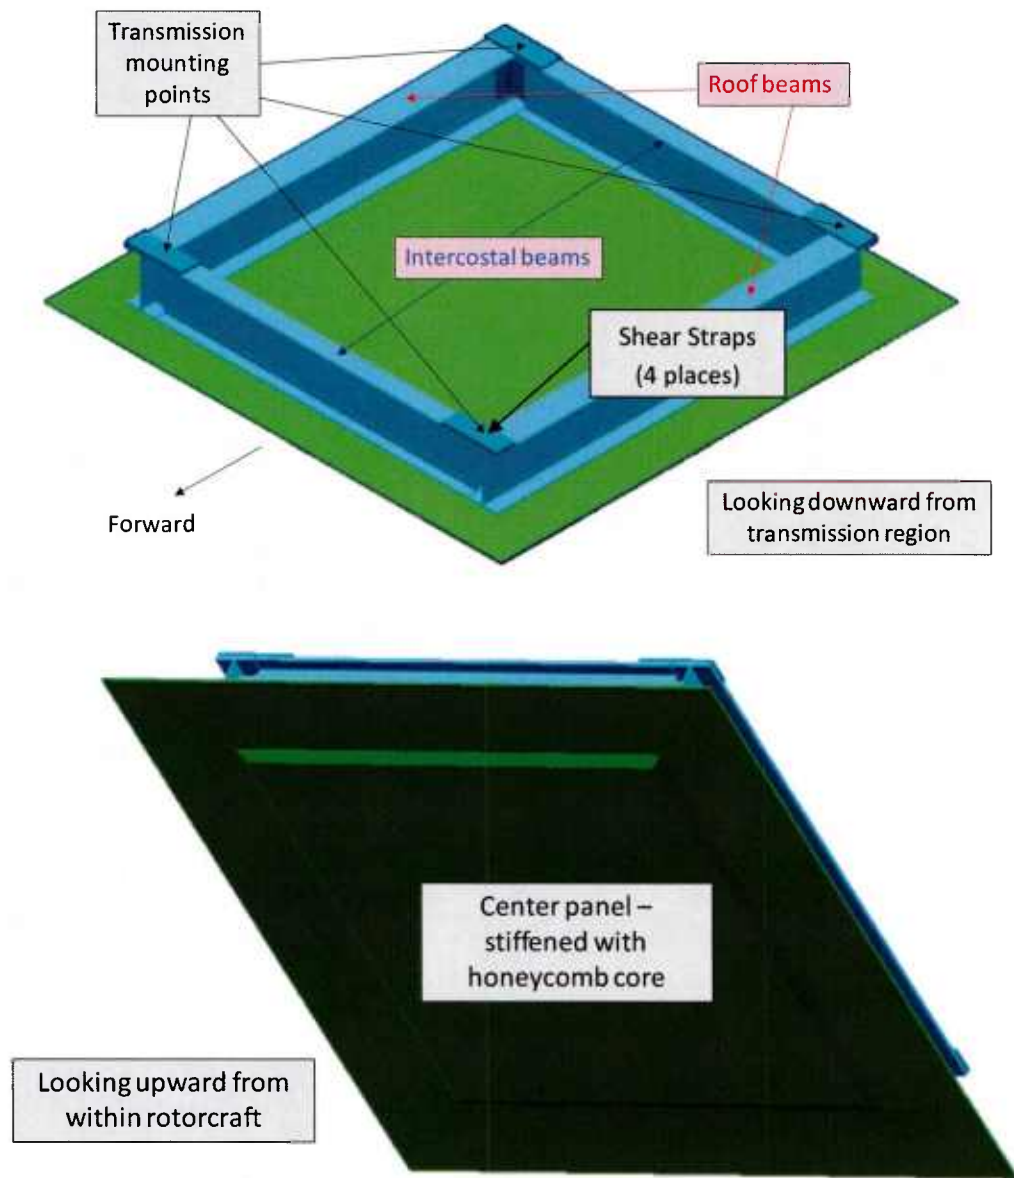 Transmission
mounting
points
Roof beams
Intercostal beams
Shear Straps
(4 places)
Forward
Looking downward from
transmission region
Center panel –
stiffened with
honeycomb core
Looking upward from
within rotorcraft